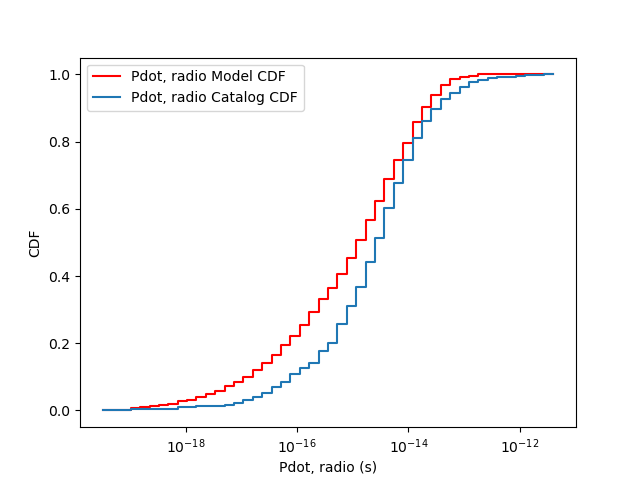 Pdot, radio Model CDF
Pdot, radio Catalog CDF
1.0
0.8
0.6
0.4
0.2
0.0
CDF
10⁻¹⁸ 10⁻¹⁶ 10⁻¹⁴ 10⁻¹²
Pdot, radio (s)